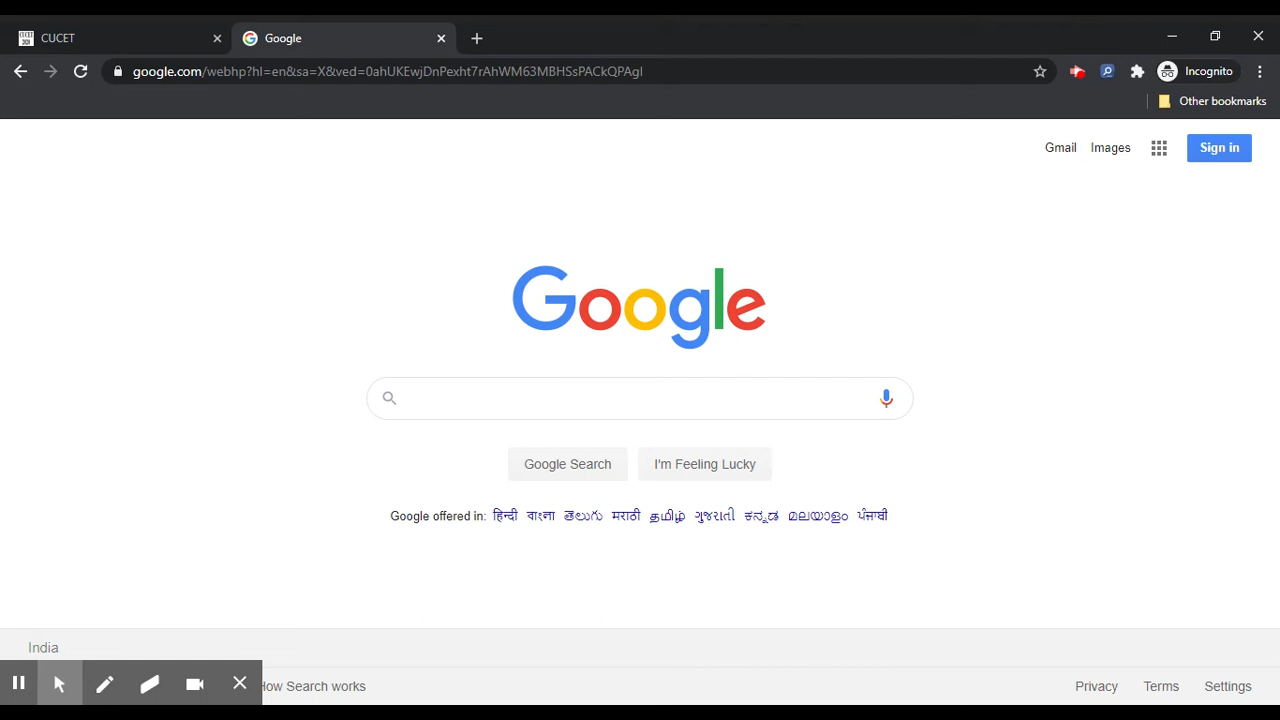 CUCET
Google
google.com/webhp?hl=en&sa=X&ved=0ahUKEwjDnPexht7rAhWM63MBHSsPACkQPAgI
Incognito
Other bookmarks
Gmail Images Sign in
Google
Google Search I'm Feeling Lucky
Google offered in: हिन्दी বাংলা తెలుగు मराठी தமிழ் ગુજરાતી ಕನ್ನಡ മലയാളം ਪੰਜਾਬੀ
India
How Search works Privacy Terms Settings